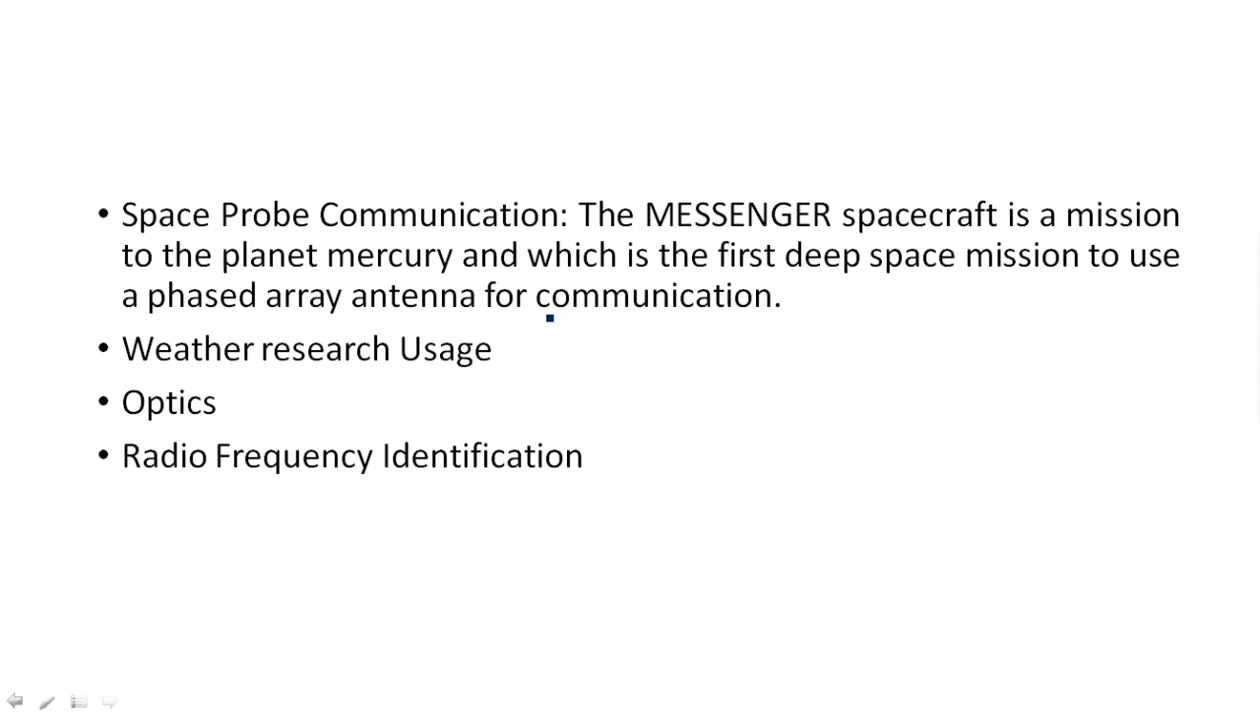 • Space Probe Communication: The MESSENGER spacecraft is a mission
to the planet mercury and which is the first deep space mission to use
a phased array antenna for communication.
• Weather research Usage
• Optics
• Radio Frequency Identification